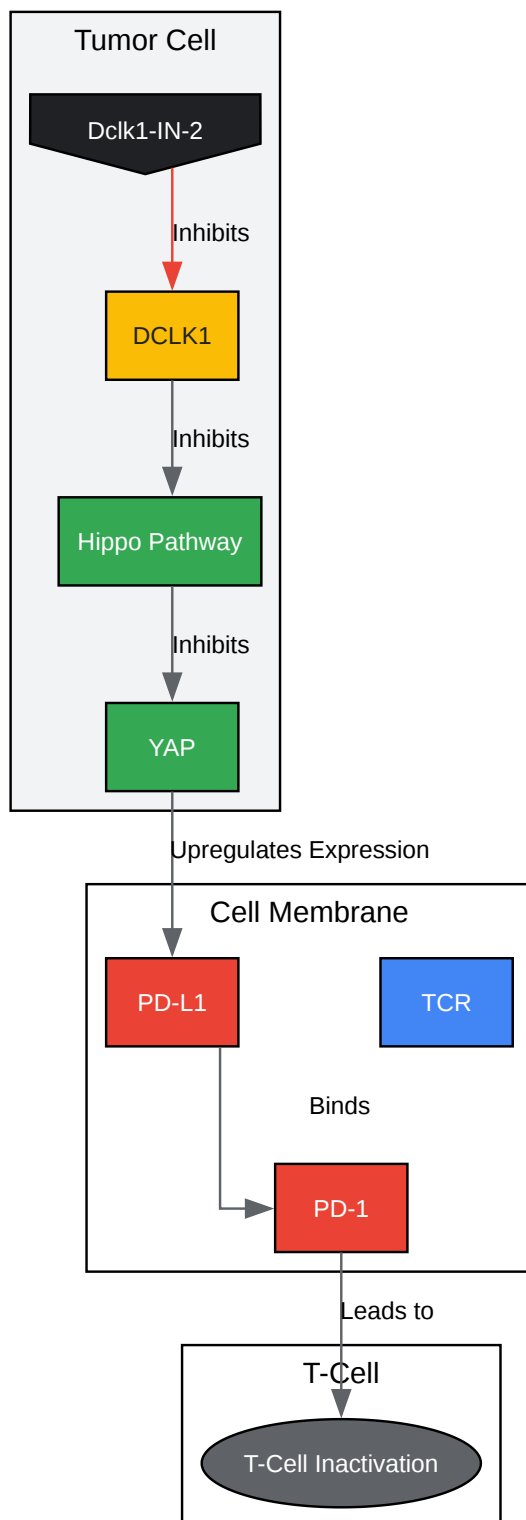 Tumor Cell
Dclk1-IN-2
Inhibits
DCLK1
Inhibits
Hippo Pathway
Inhibits
YAP
Upregulates Expression
Cell Membrane
PD-L1
TCR
Binds
PD-1
Leads to
T-Cell
T-Cell Inactivation